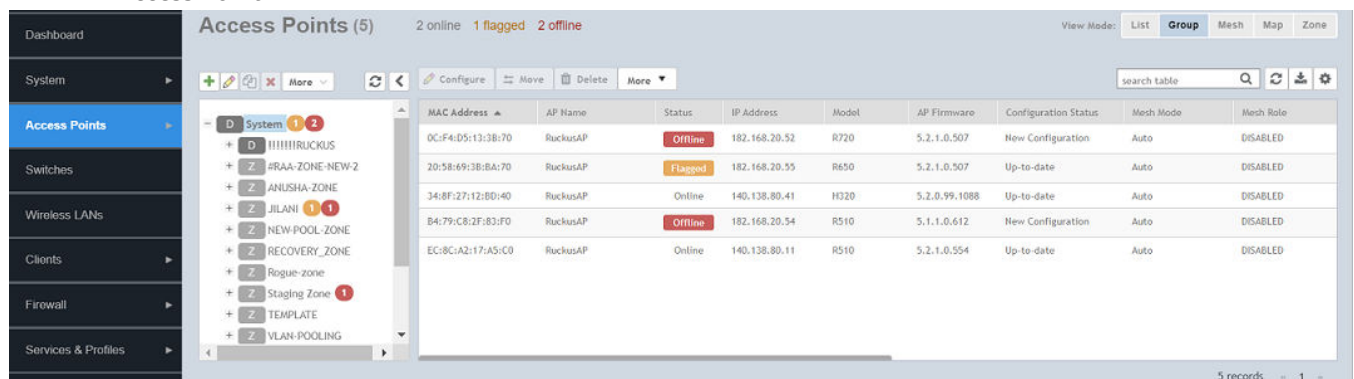 Dashboard
System
Access Points
Switches
Wireless LANs
Clients
Firewall
Services & Profiles
Access Points (5) 2 online 1 flagged 2 offline
View Mode: List Group Mesh Map Zone
More
D System 1 2
D !!!!!!!RUCKUS
Z #RAA-ZONE-NEW-2
Z ANUSHA-ZONE
Z JILANI 1 1
Z NEW-POOL-ZONE
Z RECOVERY_ZONE
Z Rogue-zone
Z Staging Zone 1
Z TEMPLATE
Z VLAN-POOLING
Configure Move Delete More
search table
MAC Address AP Name Status IP Address Model AP Firmware Configuration Status Mesh Mode Mesh Role
0C:F4:D5:13:3B:70 RuckusAP Offline 182.168.20.52 R720 5.2.1.0.507 New Configuration Auto DISABLED
20:58:69:3B:BA:70 RuckusAP Flagged 182.168.20.55 R650 5.2.1.0.507 Up-to-date Auto DISABLED
34:8F:27:12:BD:40 RuckusAP Online 140.138.80.41 H320 5.2.0.99.1088 Up-to-date Auto DISABLED
B4:79:C8:2F:83:F0 RuckusAP Offline 182.168.20.54 R510 5.1.1.0.612 New Configuration Auto DISABLED
EC:8C:A2:17:A5:C0 RuckusAP Online 140.138.80.11 R510 5.2.1.0.554 Up-to-date Auto DISABLED
5 records « 1 »